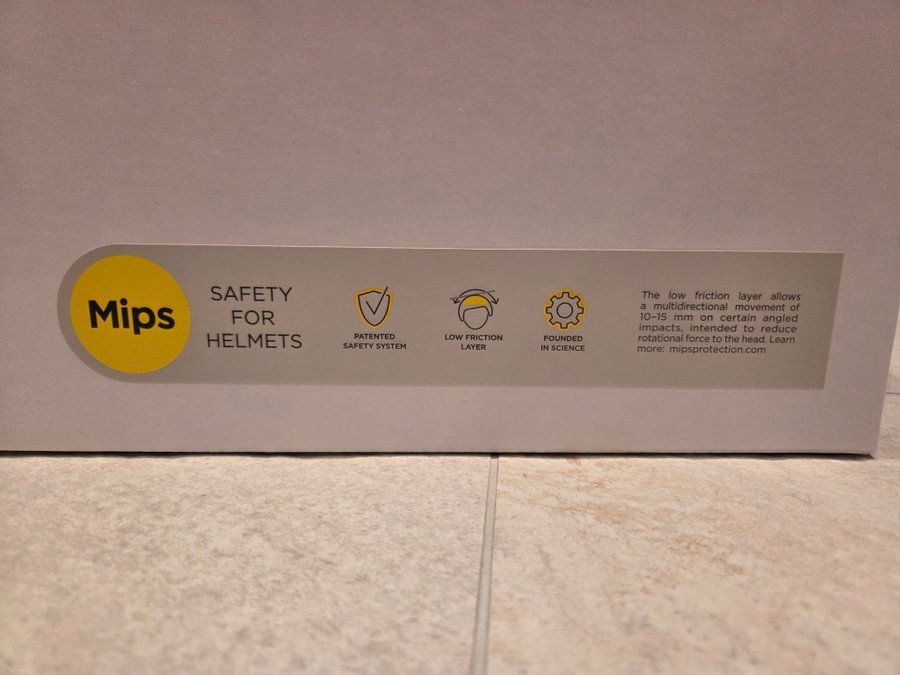 Mips
SAFETY
FOR
HELMETS
PATENTED
SAFETY SYSTEM
LOW FRICTION
LAYER
FOUNDED
IN SCIENCE
The low friction layer allows
a multidirectional movement of
10–15 mm on certain angled
impacts, intended to reduce
rotational force to the head. Learn
more: mipsprotection.com